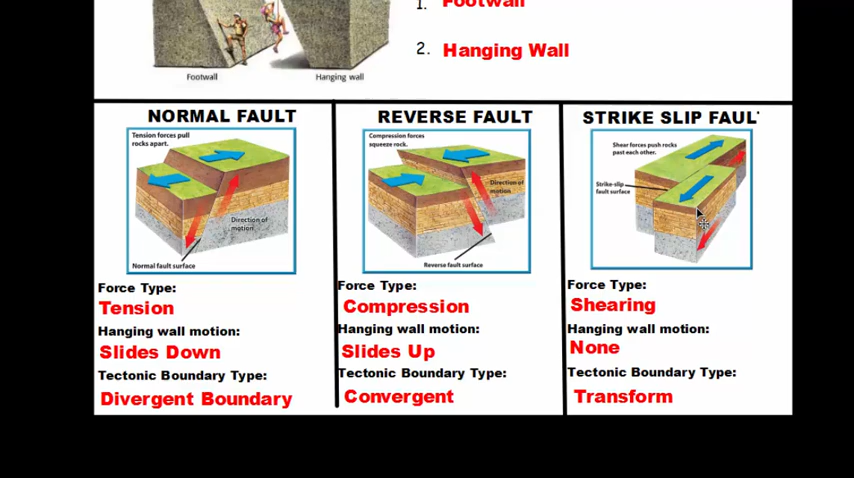 1. Footwall
Footwall
Hanging wall
2. Hanging Wall
NORMAL FAULT
Tension forces pull
rocks apart.
Direction of
motion
Normal fault surface
Force Type:
Tension
Hanging wall motion:
Slides Down
Tectonic Boundary Type:
Divergent Boundary
REVERSE FAULT
Compression forces
squeeze rock.
Direction of
motion
Reverse fault surface
Force Type:
Compression
Hanging wall motion:
Slides Up
Tectonic Boundary Type:
Convergent
STRIKE SLIP FAUL
Shear forces push rocks
past each other.
Strike-slip
fault surface
Force Type:
Shearing
Hanging wall motion:
None
Tectonic Boundary Type:
Transform